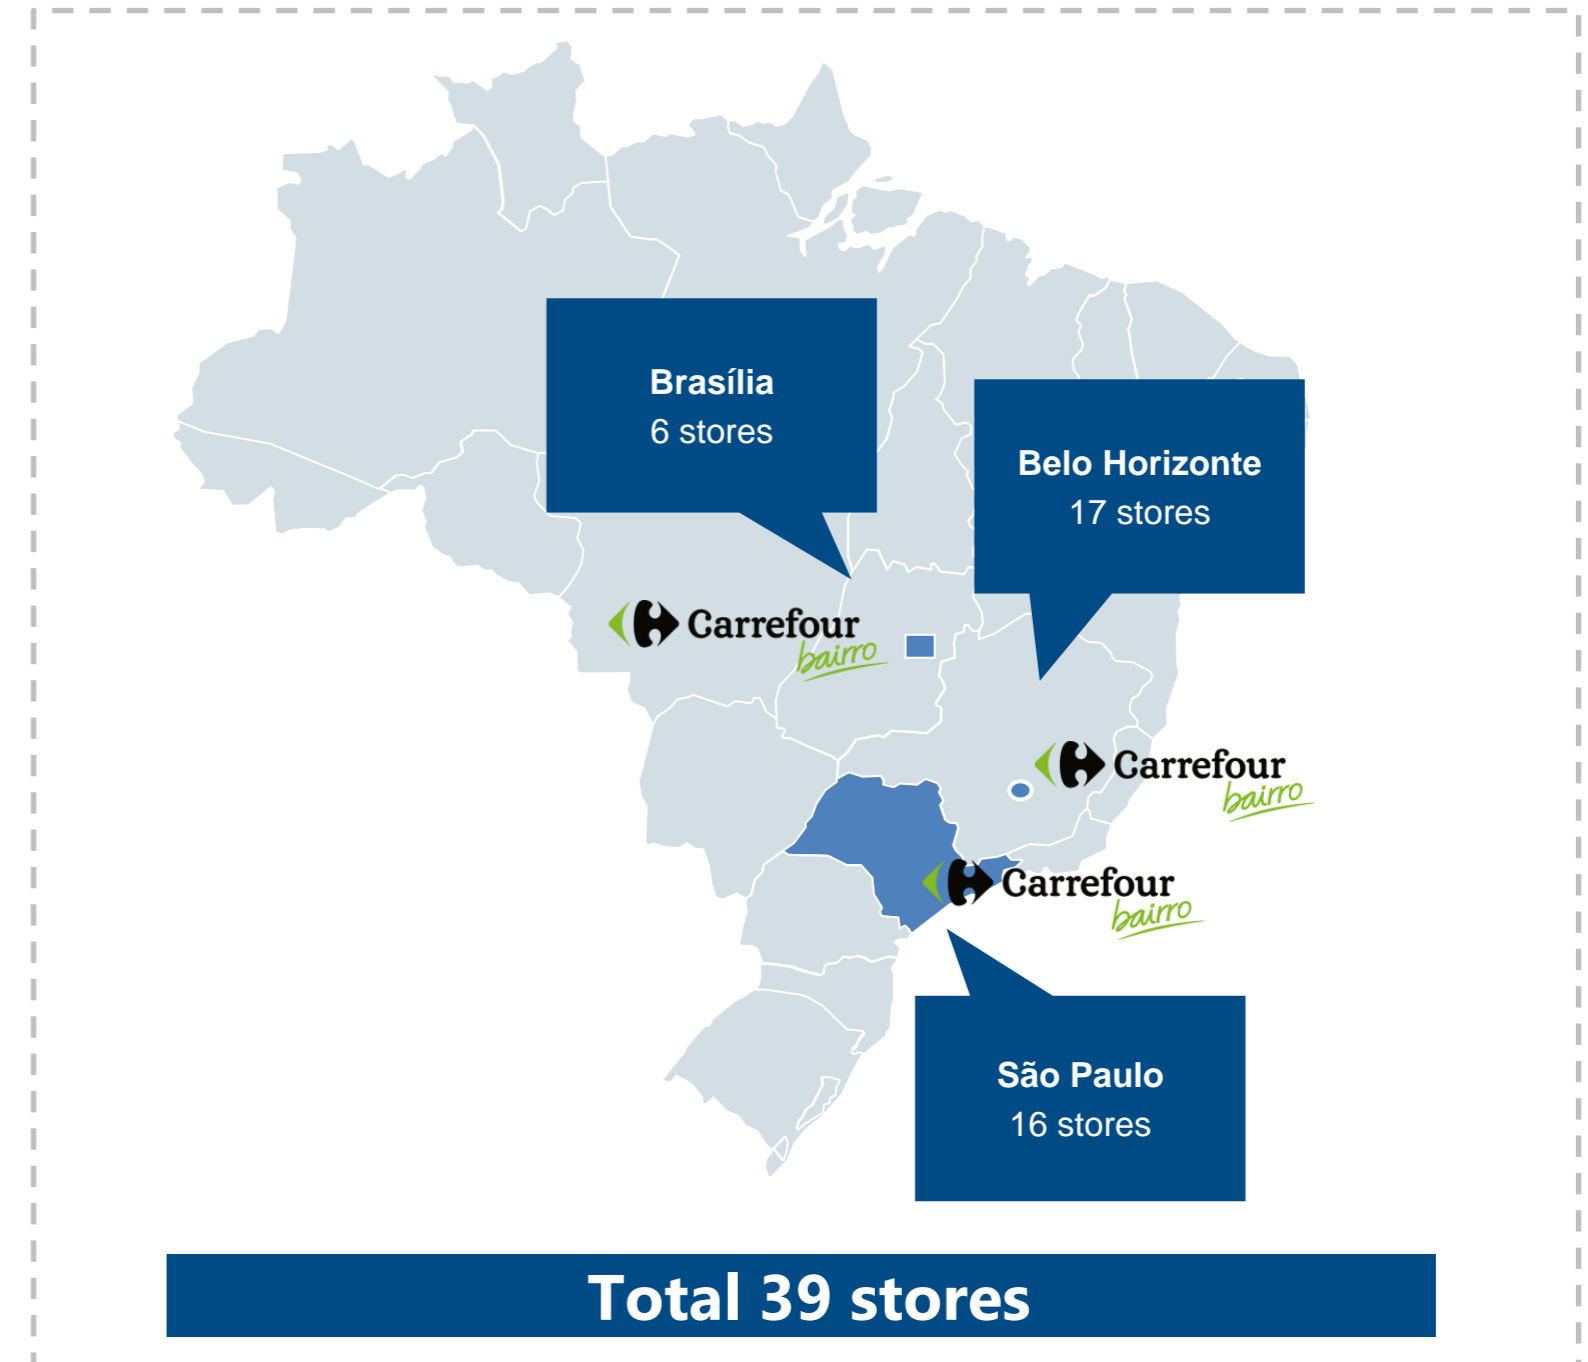 Brasília
6 stores
Belo Horizonte
17 stores
Carrefour
bairro
Carrefour
bairro
Carrefour
bairro
São Paulo
16 stores
Total 39 stores